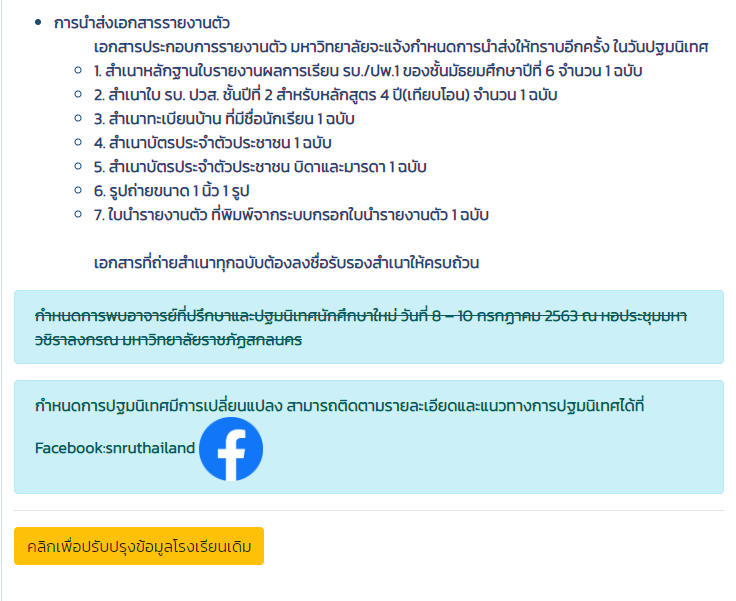 การนำส่งเอกสารรายงานตัว
เอกสารประกอบการรายงานตัว มหาวิทยาลัยจะแจ้งกำหนดการนำส่งให้ทราบอีกครั้ง ในวันปฐมนิเทศ
1. สำเนาหลักฐานใบรายงานผลการเรียน รบ./ปพ.1 ของชั้นมัธยมศึกษาปีที่ 6 จำนวน 1 ฉบับ
2. สำเนาใบ รบ. ปวส. ชั้นปีที่ 2 สำหรับหลักสูตร 4 ปี(เทียบโอน) จำนวน 1 ฉบับ
3. สำเนาทะเบียนบ้าน ที่มีชื่อนักเรียน 1 ฉบับ
4. สำเนาบัตรประจำตัวประชาชน 1 ฉบับ
5. สำเนาบัตรประจำตัวประชาชน บิดาและมารดา 1 ฉบับ
6. รูปถ่ายขนาด 1 นิ้ว 1 รูป
7. ใบนำรายงานตัว ที่พิมพ์จากระบบกรอกใบนำรายงานตัว 1 ฉบับ
เอกสารที่ถ่ายสำเนาทุกฉบับต้องลงชื่อรับรองสำเนาให้ครบถ้วน
กำหนดการพบอาจารย์ที่ปรึกษาและปฐมนิเทศนักศึกษาใหม่ วันที่ 8 – 10 กรกฎาคม 2563 ณ หอประชุมมหา
วชิราลงกรณ มหาวิทยาลัยราชภัฏสกลนคร
กำหนดการปฐมนิเทศมีการเปลี่ยนแปลง สามารถติดตามรายละเอียดและแนวทางการปฐมนิเทศได้ที่
Facebook:snruthailand
คลิกเพื่อปรับปรุงข้อมูลโรงเรียนเดิม